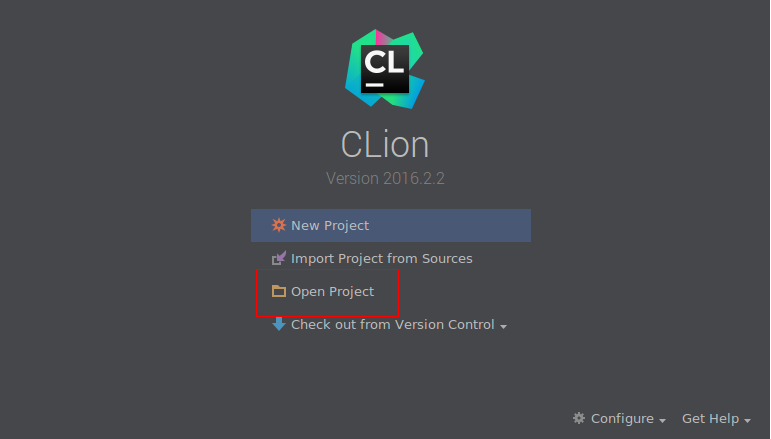 CL
CLion
Version 2016.2.2
New Project
Import Project from Sources
Open Project
Check out from Version Control
Configure Get Help